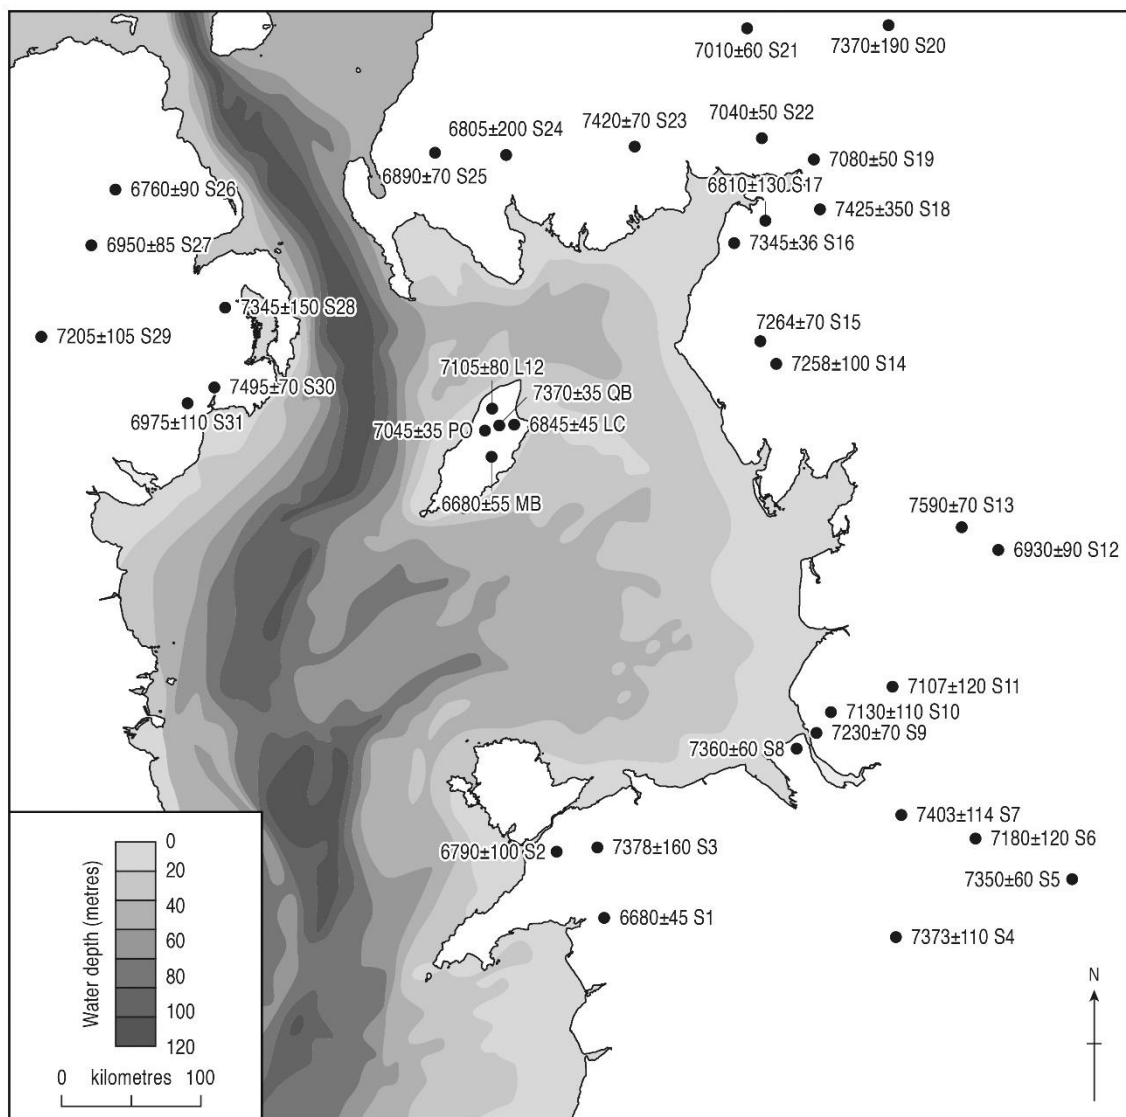 7010±60 S21
7370±190 S20
7040±50 S22
7420±70 S23
6805±200 S24
7080±50 S19
6890±70 S25
6810±130 S17
6760±90 S26
7425±350 S18
6950±85 S27
7345±36 S16
7345±150 S28
7264±70 S15
7205±105 S29
7258±100 S14
7105±80 L12
7495±70 S30
7370±35 QB
6975±110 S31
7045±35 PO
6845±45 LC
6680±55 MB
7590±70 S13
6930±90 S12
7107±120 S11
7130±110 S10
7230±70 S9
7360±60 S8
7403±114 S7
7180±120 S6
6790±100 S2
7378±160 S3
7350±60 S5
6680±45 S1
7373±110 S4
Water depth (metres)
0
20
40
60
80
100
120
0 kilometres 100
N